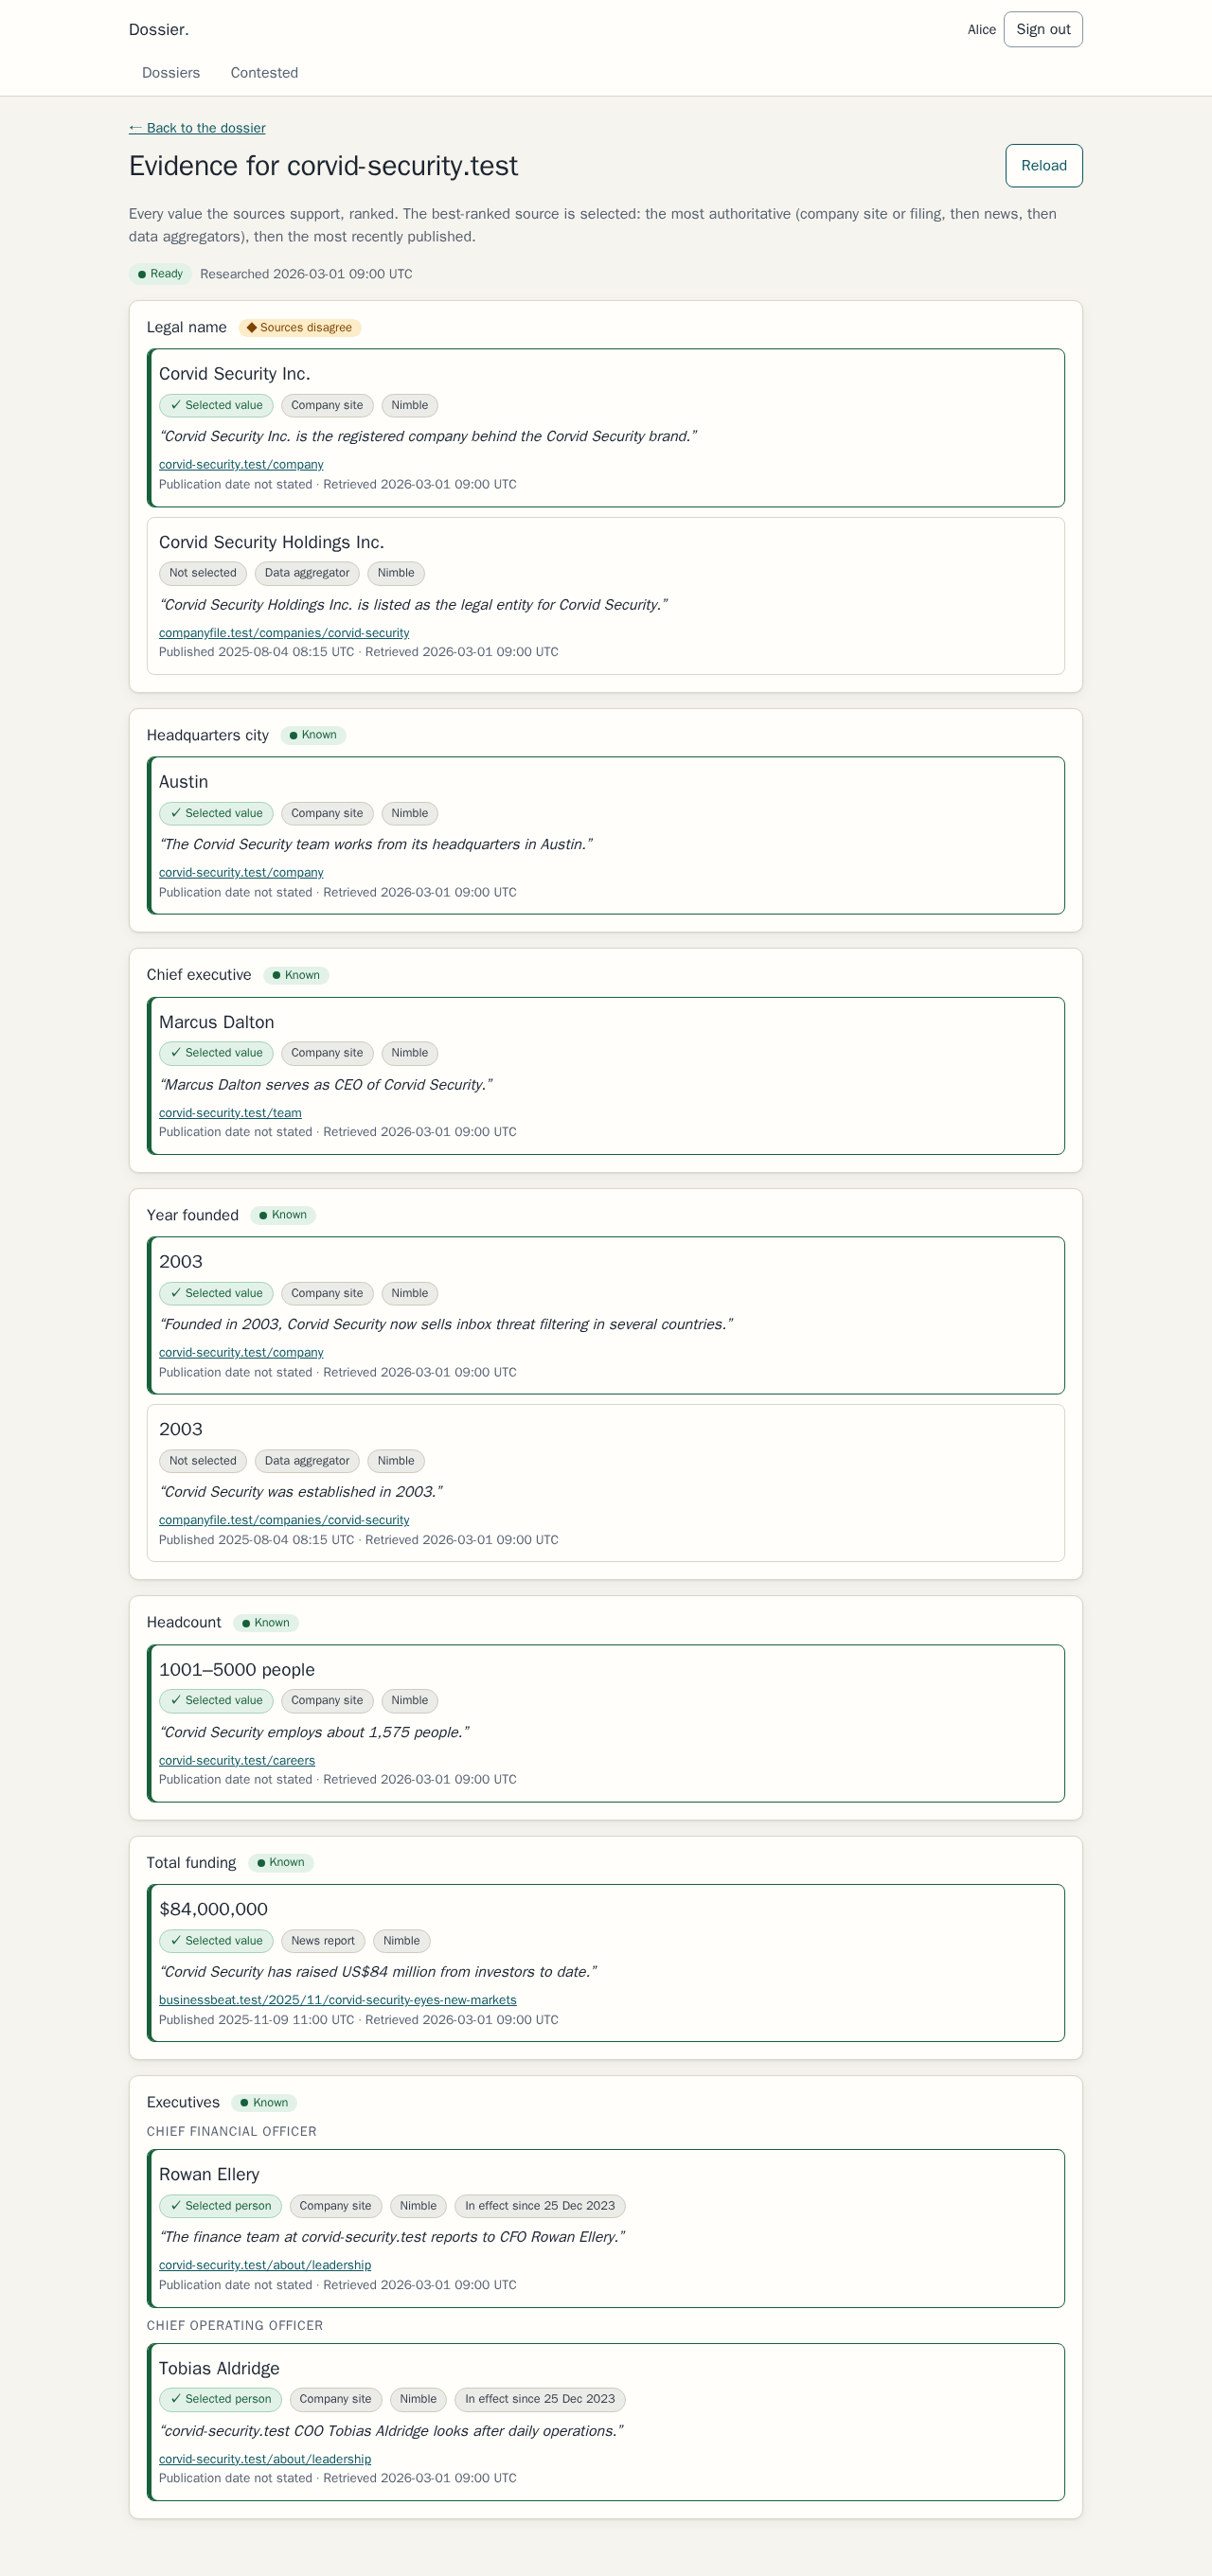 Dossier.
Alice
Sign out
Dossiers
Contested
← Back to the dossier
Evidence for corvid-security.test
Reload
Every value the sources support, ranked. The best-ranked source is selected: the most authoritative (company site or filing, then news, then
data aggregators), then the most recently published.
Ready
Researched 2026-03-01 09:00 UTC
Legal name
Sources disagree
Corvid Security Inc.
✓ Selected value
Company site
Nimble
“Corvid Security Inc. is the registered company behind the Corvid Security brand.”
corvid-security.test/company
Publication date not stated · Retrieved 2026-03-01 09:00 UTC
Corvid Security Holdings Inc.
Not selected
Data aggregator
Nimble
“Corvid Security Holdings Inc. is listed as the legal entity for Corvid Security.”
companyfile.test/companies/corvid-security
Published 2025-08-04 08:15 UTC · Retrieved 2026-03-01 09:00 UTC
Headquarters city
Known
Austin
✓ Selected value
Company site
Nimble
“The Corvid Security team works from its headquarters in Austin.”
corvid-security.test/company
Publication date not stated · Retrieved 2026-03-01 09:00 UTC
Chief executive
Known
Marcus Dalton
✓ Selected value
Company site
Nimble
“Marcus Dalton serves as CEO of Corvid Security.”
corvid-security.test/team
Publication date not stated · Retrieved 2026-03-01 09:00 UTC
Year founded
Known
2003
✓ Selected value
Company site
Nimble
“Founded in 2003, Corvid Security now sells inbox threat filtering in several countries.”
corvid-security.test/company
Publication date not stated · Retrieved 2026-03-01 09:00 UTC
2003
Not selected
Data aggregator
Nimble
“Corvid Security was established in 2003.”
companyfile.test/companies/corvid-security
Published 2025-08-04 08:15 UTC · Retrieved 2026-03-01 09:00 UTC
Headcount
Known
1001–5000 people
✓ Selected value
Company site
Nimble
“Corvid Security employs about 1,575 people.”
corvid-security.test/careers
Publication date not stated · Retrieved 2026-03-01 09:00 UTC
Total funding
Known
$84,000,000
✓ Selected value
News report
Nimble
“Corvid Security has raised US$84 million from investors to date.”
businessbeat.test/2025/11/corvid-security-eyes-new-markets
Published 2025-11-09 11:00 UTC · Retrieved 2026-03-01 09:00 UTC
Executives
Known
CHIEF FINANCIAL OFFICER
Rowan Ellery
✓ Selected person
Company site
Nimble
In effect since 25 Dec 2023
“The finance team at corvid-security.test reports to CFO Rowan Ellery.”
corvid-security.test/about/leadership
Publication date not stated · Retrieved 2026-03-01 09:00 UTC
CHIEF OPERATING OFFICER
Tobias Aldridge
✓ Selected person
Company site
Nimble
In effect since 25 Dec 2023
“corvid-security.test COO Tobias Aldridge looks after daily operations.”
corvid-security.test/about/leadership
Publication date not stated · Retrieved 2026-03-01 09:00 UTC